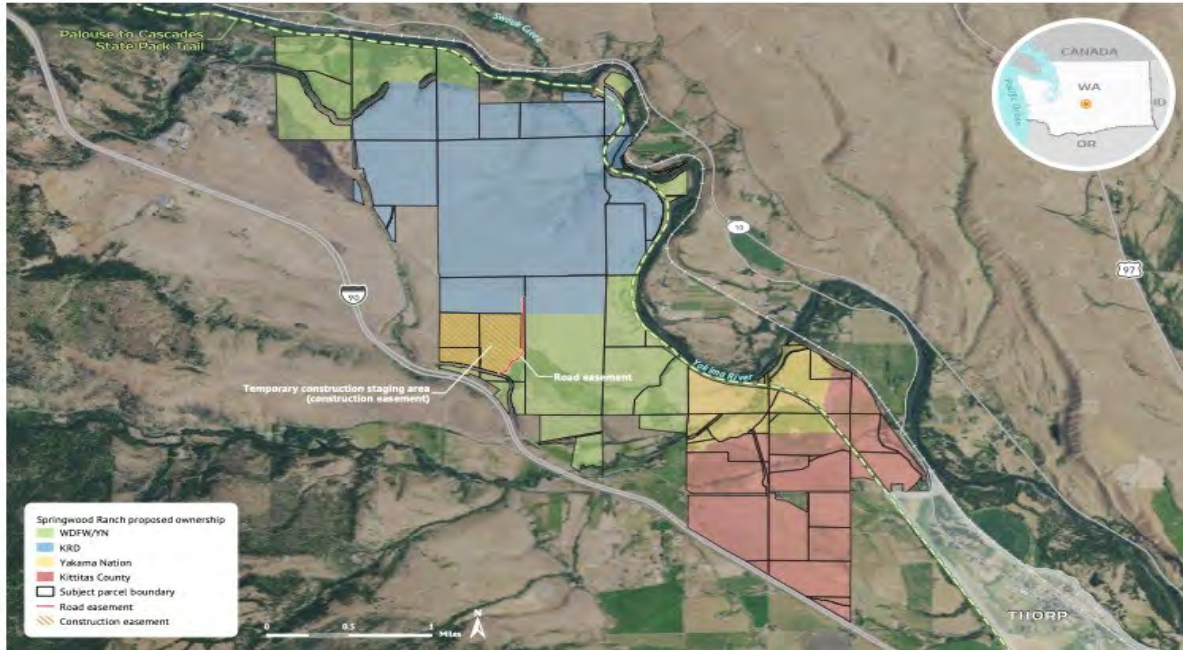 Palouse to Cascades
State Park Trail
Swauk Creek
CANADA
WA
ID
OR
Pacific Ocean
10
97
90
Temporary construction staging area
(construction easement)
Road easement
Yakima River
Springwood Ranch proposed ownership
WDFW/YN
KRD
Yakama Nation
Kittitas County
Subject parcel boundary
Road easement
Construction easement
0 0.5 1
Miles
N
THORP